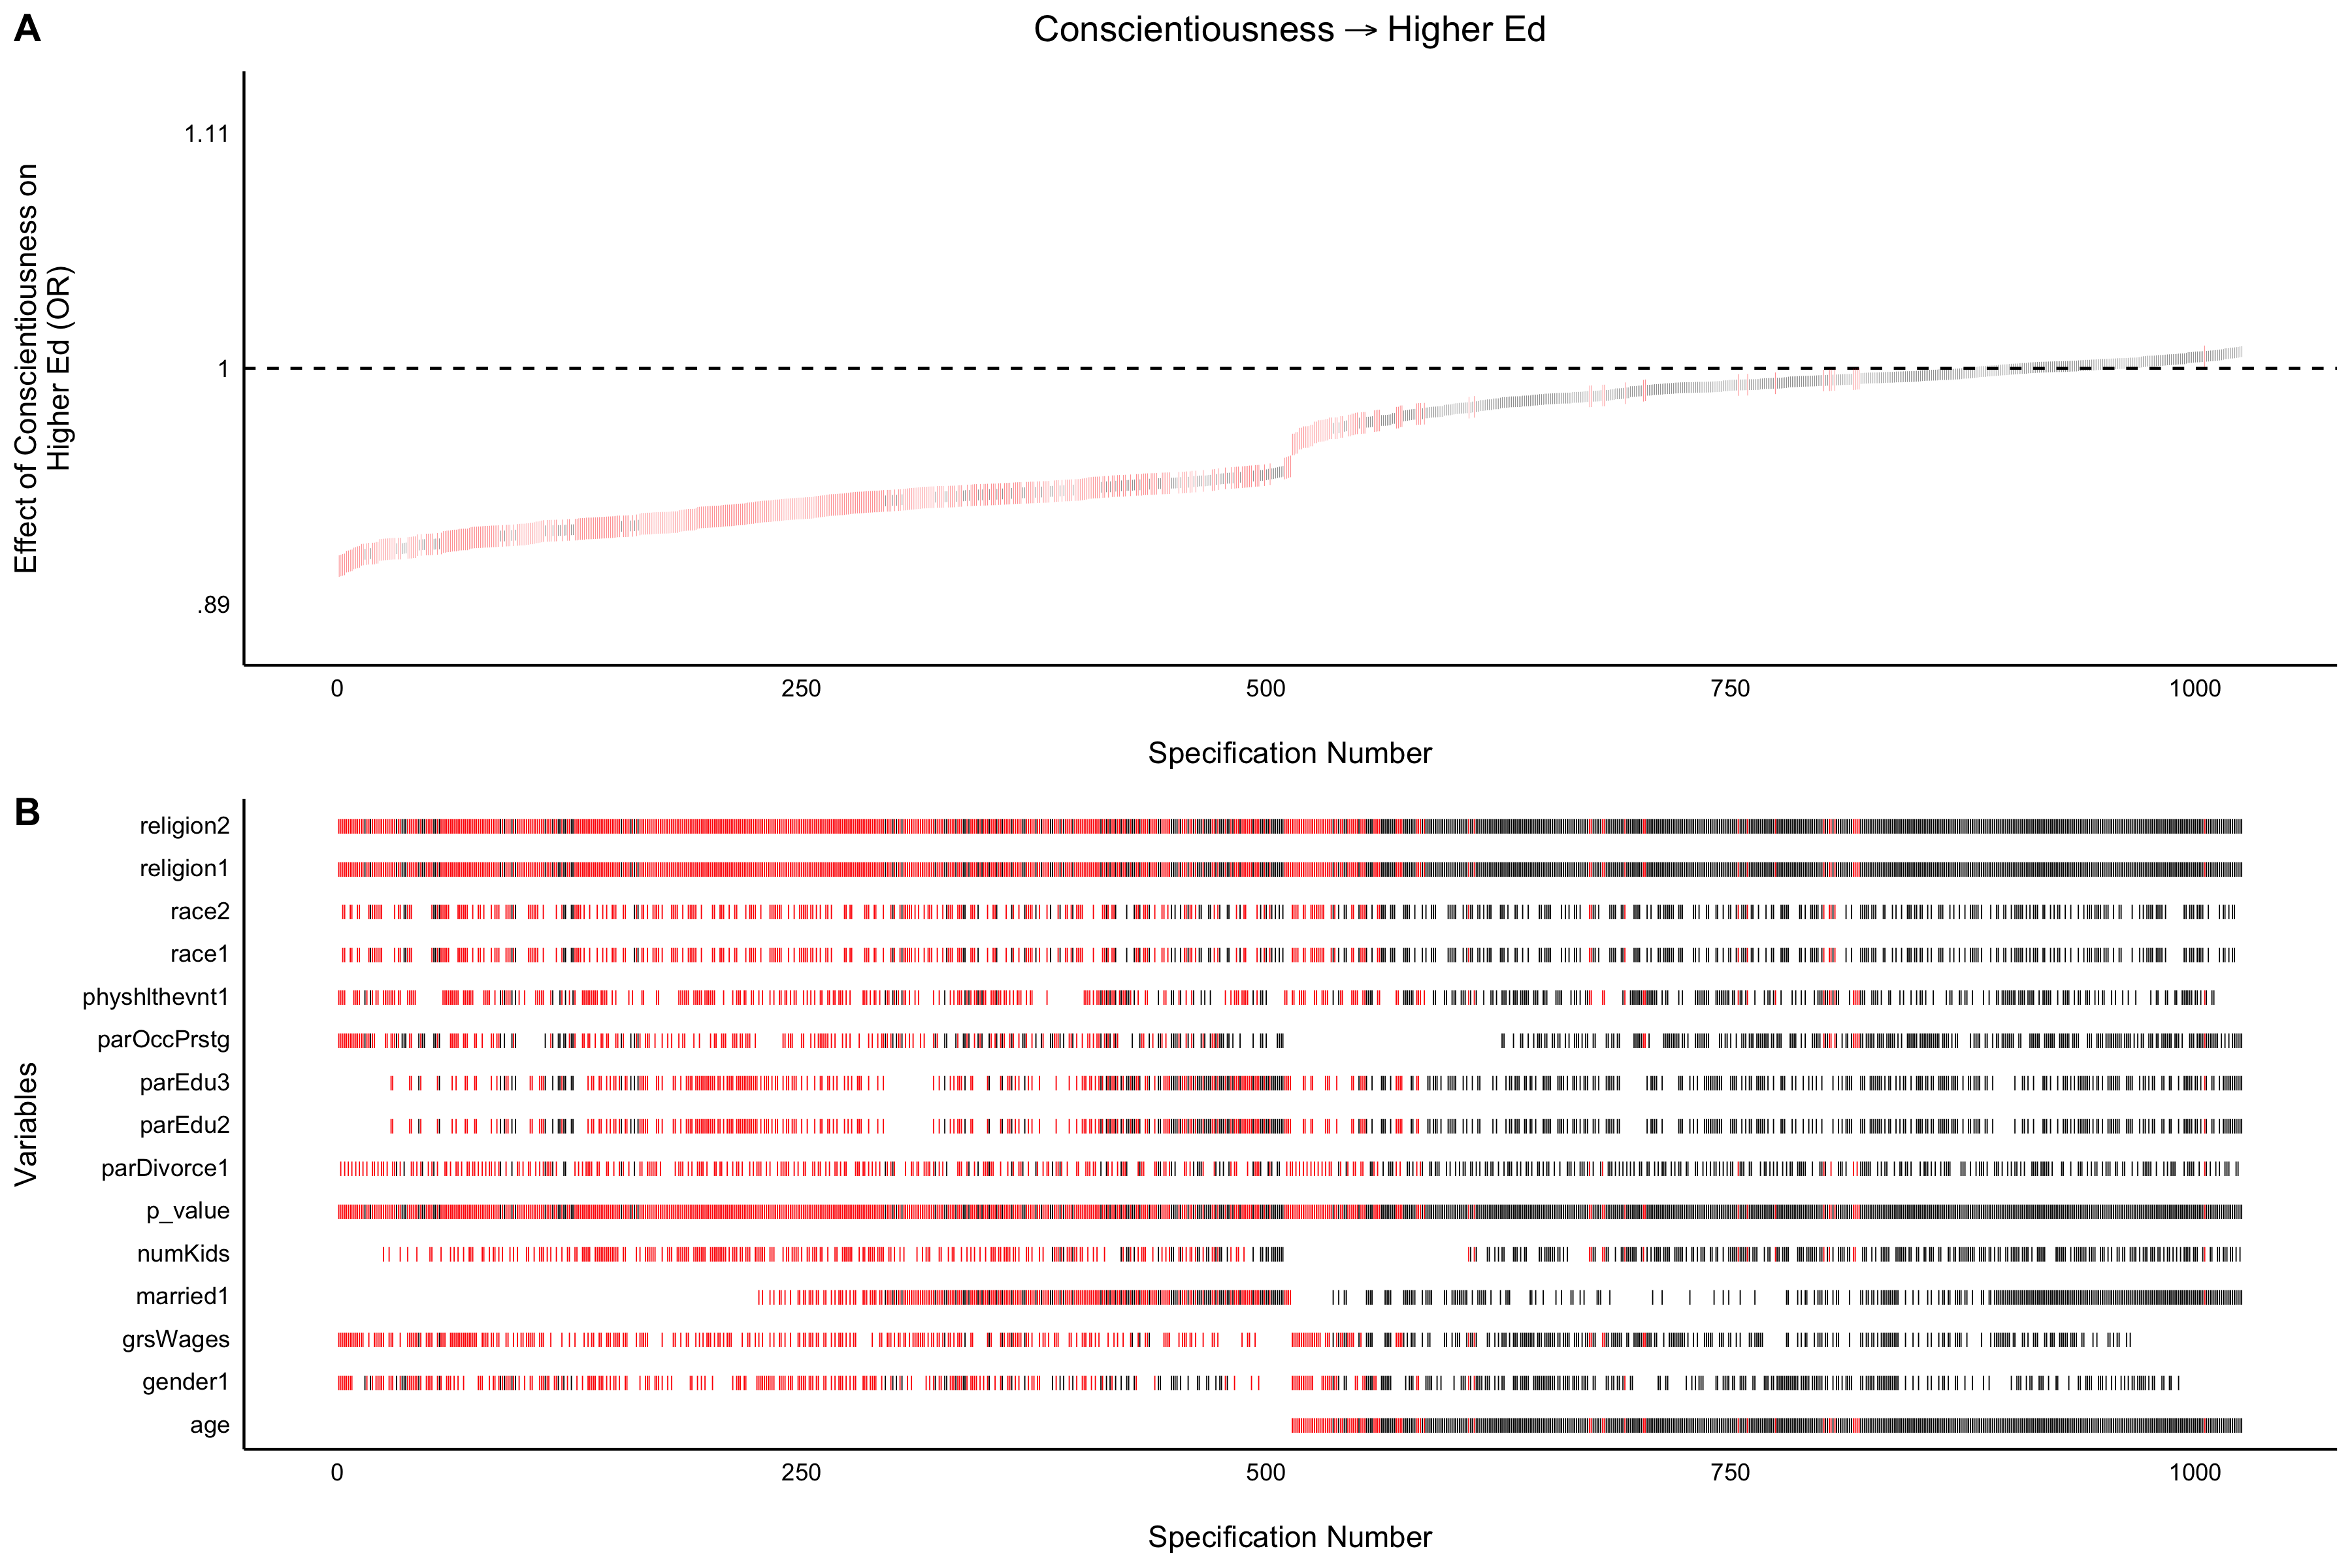 A
Conscientiousness → Higher Ed
Effect of Conscientiousness on
Higher Ed (OR)
1.11
1
.89
0 250 500 750 1000
Specification Number
B
Variables
religion2
religion1
race2
race1
physhlthevnt1
parOccPrstg
parEdu3
parEdu2
parDivorce1
p_value
numKids
married1
grsWages
gender1
age
0 250 500 750 1000
Specification Number